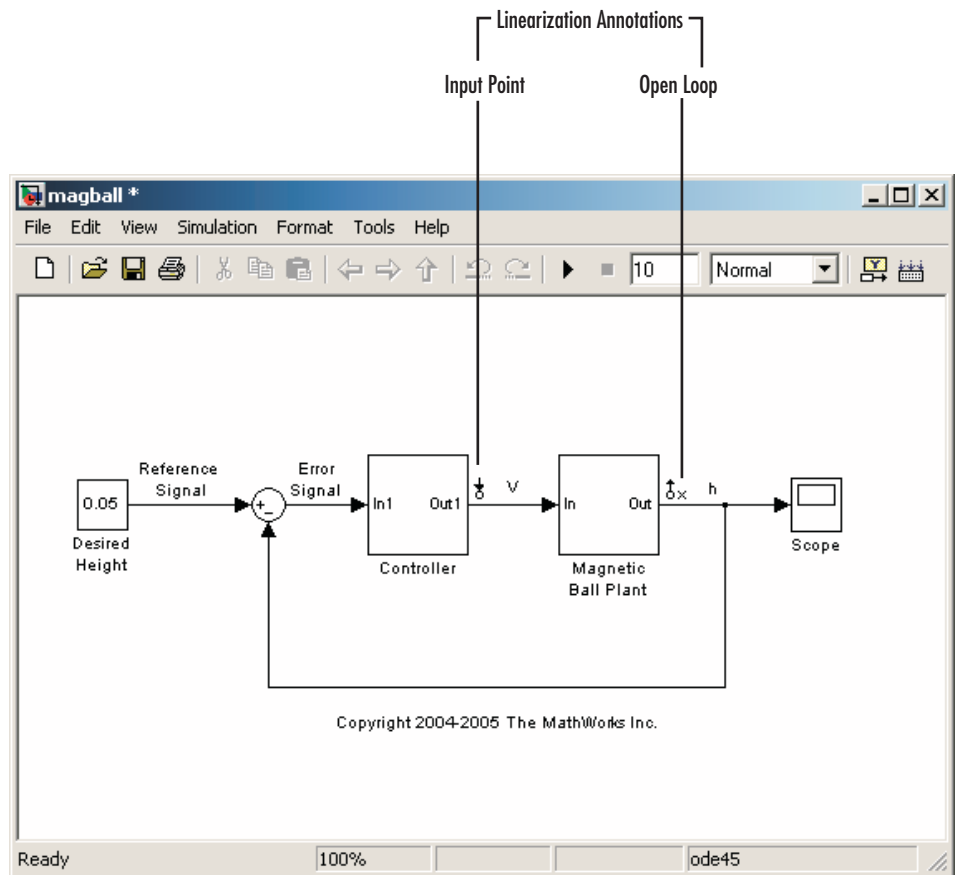 Linearization Annotations
Input Point
Open Loop
magball *
File Edit View Simulation Format Tools Help
10
Normal
Reference
Signal
Error
Signal
V
h
0.05
+
-
In1
Out1
In
Out
x
Desired
Height
Controller
Magnetic
Ball Plant
Scope
Copyright 2004-2005 The MathWorks Inc.
Ready
100%
ode45